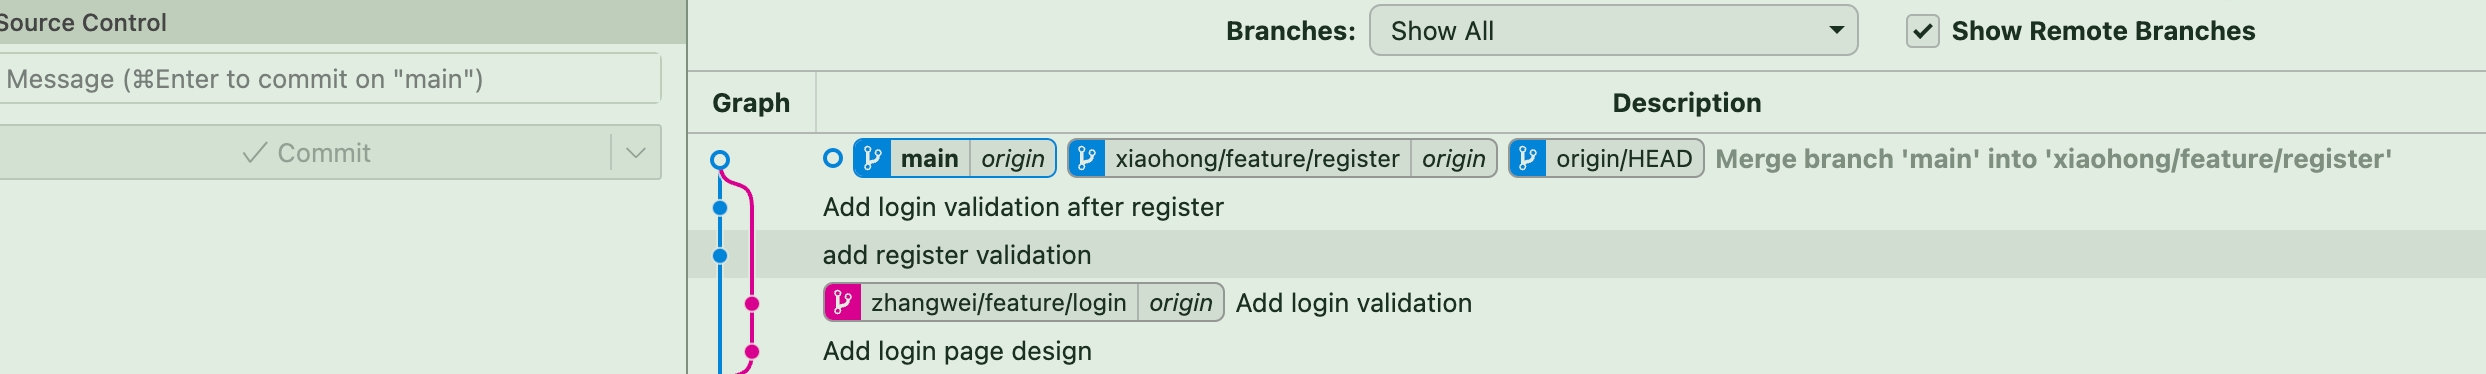 Source Control
Message (⌘Enter to commit on "main")
Commit
Branches: Show All Show Remote Branches
Graph Description
main origin xiaohong/feature/register origin origin/HEAD Merge branch 'main' into 'xiaohong/feature/register'
Add login validation after register
add register validation
zhangwei/feature/login origin Add login validation
Add login page design